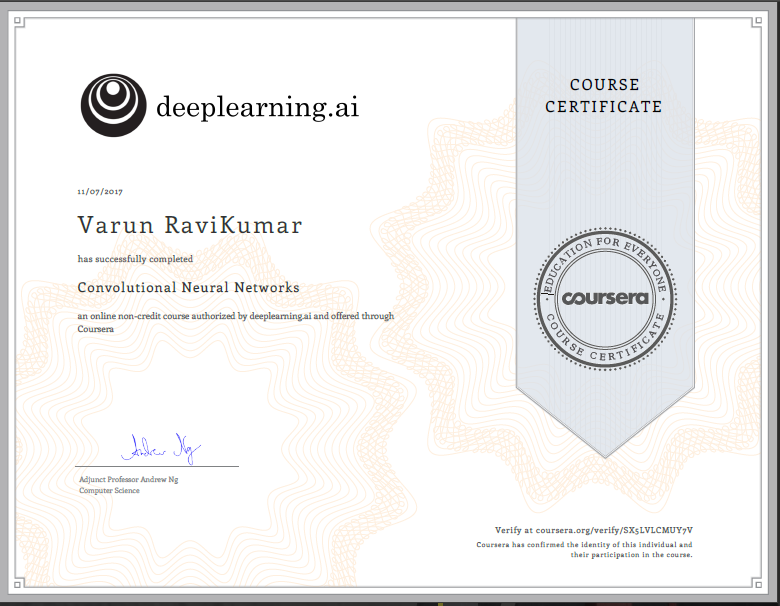 deeplearning.ai
COURSE
CERTIFICATE
11/07/2017
Varun RaviKumar
has successfully completed
Convolutional Neural Networks
an online non-credit course authorized by deeplearning.ai and offered through
Coursera
EDUCATION FOR EVERYONE
coursera
COURSE CERTIFICATE
Andrew Ng
Adjunct Professor Andrew Ng
Computer Science
Verify at coursera.org/verify/SX5LVLCMUY7V
Coursera has confirmed the identity of this individual and
their participation in the course.